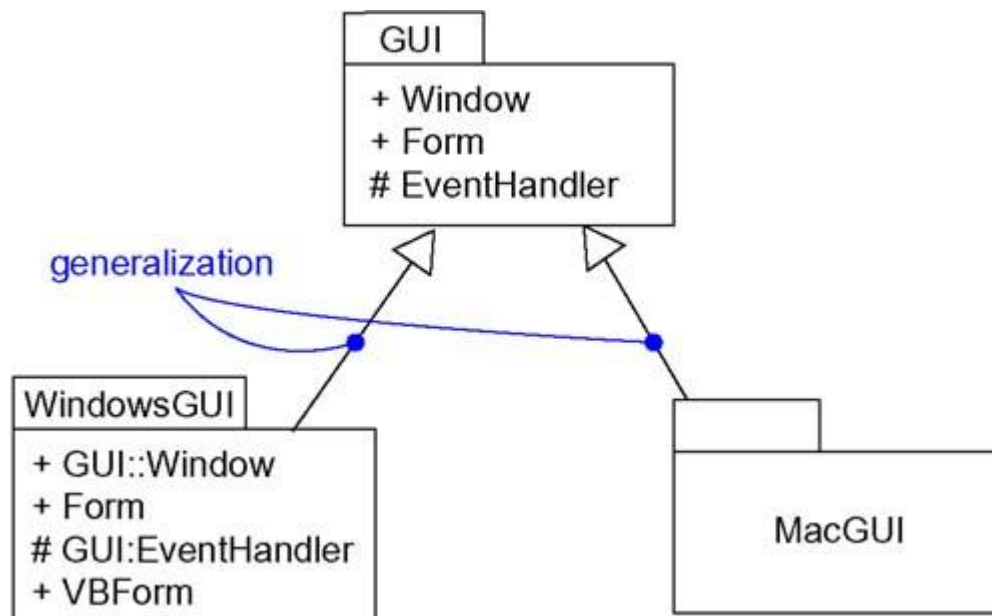 GUI
+ Window
+ Form
# EventHandler
generalization
WindowsGUI
+ GUI::Window
+ Form
# GUI:EventHandler
+ VBForm
MacGUI